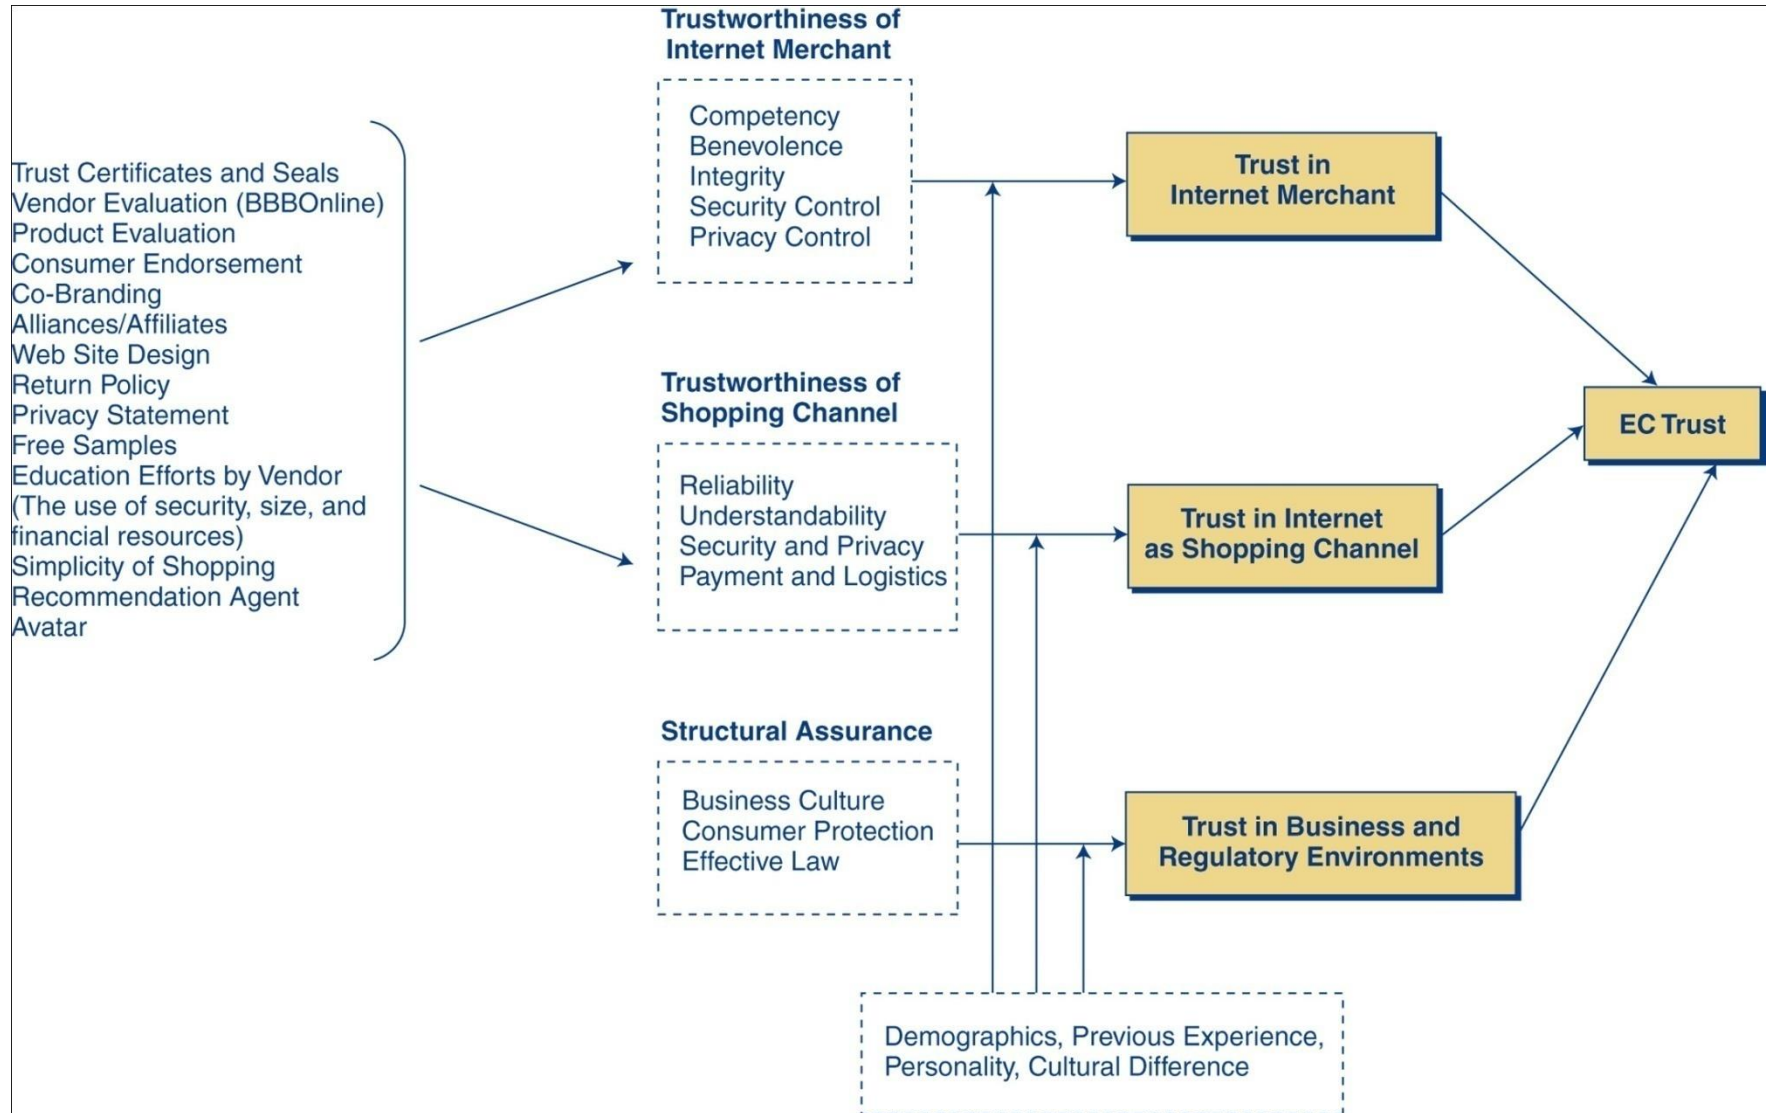 Trustworthiness of
Internet Merchant
Competency
Benevolence
Integrity
Security Control
Privacy Control
Trust in
Internet Merchant
Trust Certificates and Seals
Vendor Evaluation (BBBOnline)
Product Evaluation
Consumer Endorsement
Co-Branding
Alliances/Affiliates
Web Site Design
Return Policy
Privacy Statement
Free Samples
Education Efforts by Vendor
(The use of security, size, and
financial resources)
Simplicity of Shopping
Recommendation Agent
Avatar
Trustworthiness of
Shopping Channel
Reliability
Understandability
Security and Privacy
Payment and Logistics
Trust in Internet
as Shopping Channel
EC Trust
Structural Assurance
Business Culture
Consumer Protection
Effective Law
Trust in Business and
Regulatory Environments
Demographics, Previous Experience,
Personality, Cultural Difference